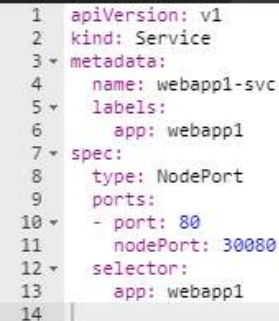 1 apiVersion: v1
2 kind: Service
3 metadata:
4   name: webapp1-svc
5   labels:
6     app: webapp1
7 spec:
8   type: NodePort
9   ports:
10   - port: 80
11     nodePort: 30080
12   selector:
13     app: webapp1
14